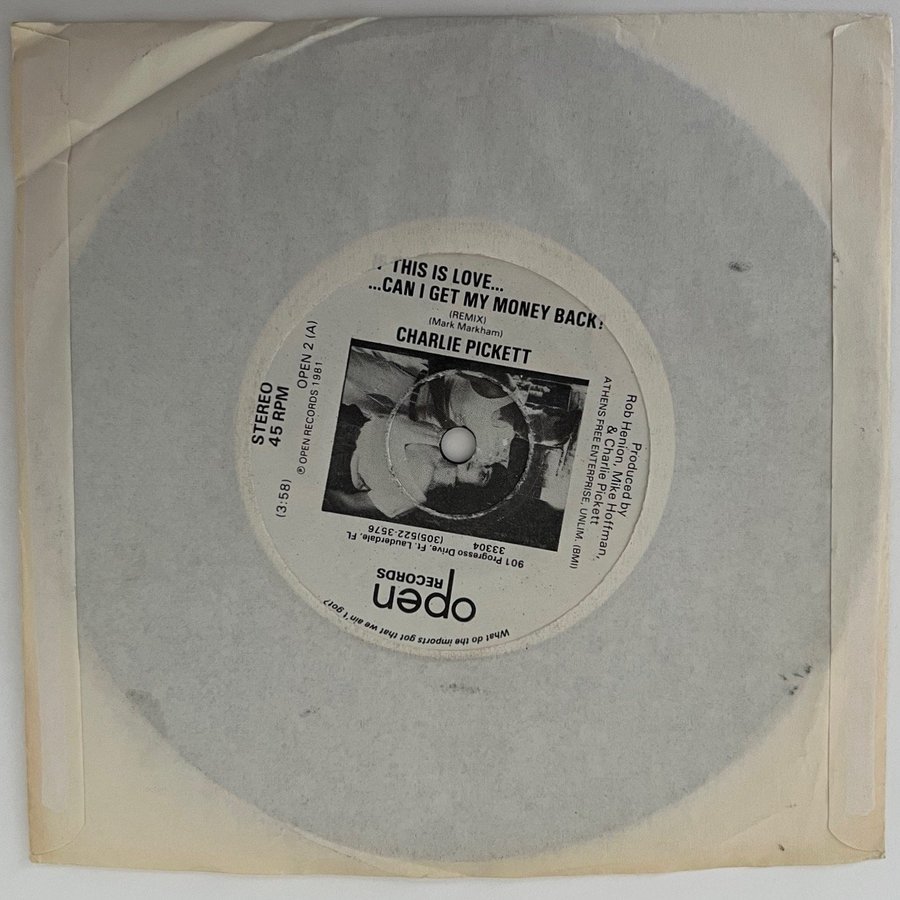 THIS IS LOVE...
...CAN I GET MY MONEY BACK?
(REMIX)
(Mark Markham)
CHARLIE PICKETT
STEREO
45 RPM
OPEN 2 (A)
℗ OPEN RECORDS 1981
(3:58)
Produced by
Rob Henion, Mike Hoffman,
& Charlie Pickett
ATHENS FREE ENTERPRISE, UNLIM. (BMI)
901 Progresso Drive, Ft. Lauderdale, FL
33304
(305)522-3576
open
RECORDS
What do the imports got that we ain't got?